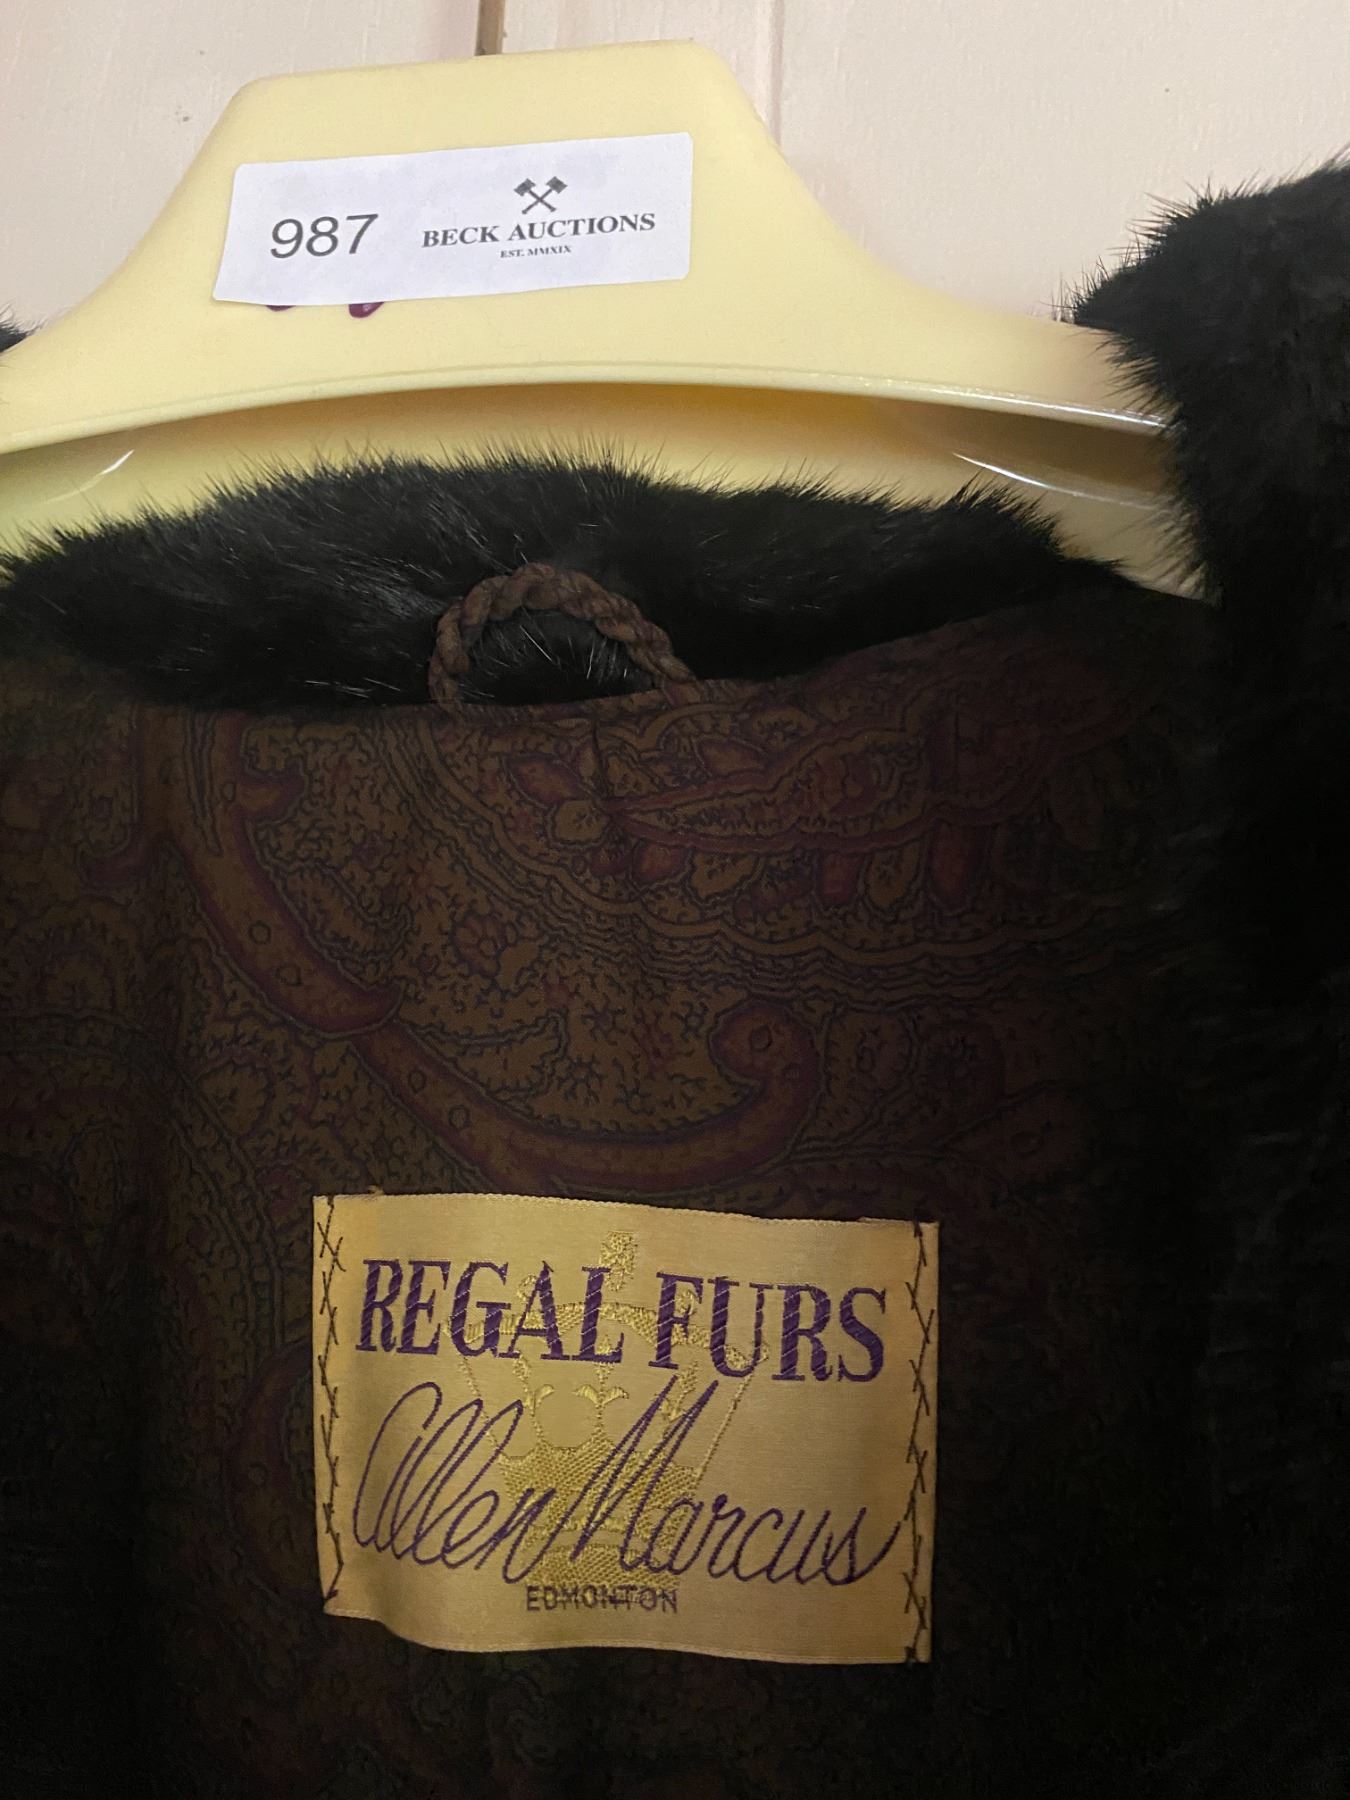 987
BECK AUCTIONS
EST. MMXIX
REGAL FURS
Allen Marcus
EDMONTON